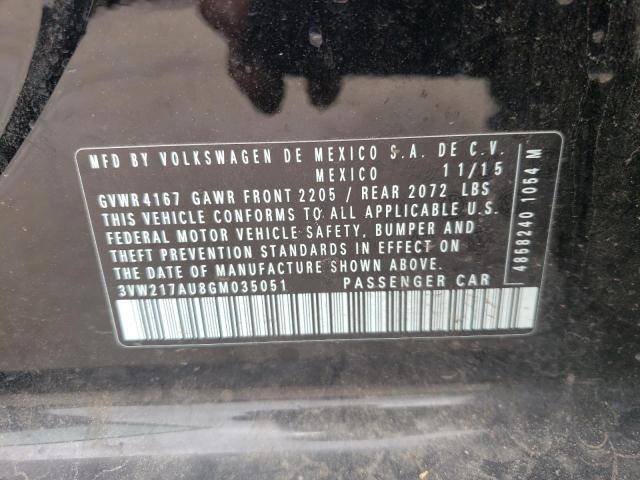 MFD BY VOLKSWAGEN DE MEXICO S.A. DE C.V.
MEXICO 11/15
GVWR4167 GAWR FRONT 2205 / REAR 2072 LBS
THIS VEHICLE CONFORMS TO ALL APPLICABLE U.S.
FEDERAL MOTOR VEHICLE SAFETY, BUMPER AND
THEFT PREVENTION STANDARDS IN EFFECT ON
THE DATE OF MANUFACTURE SHOWN ABOVE.
3VW217AU8GM035051 PASSENGER CAR
4858240 1054 M